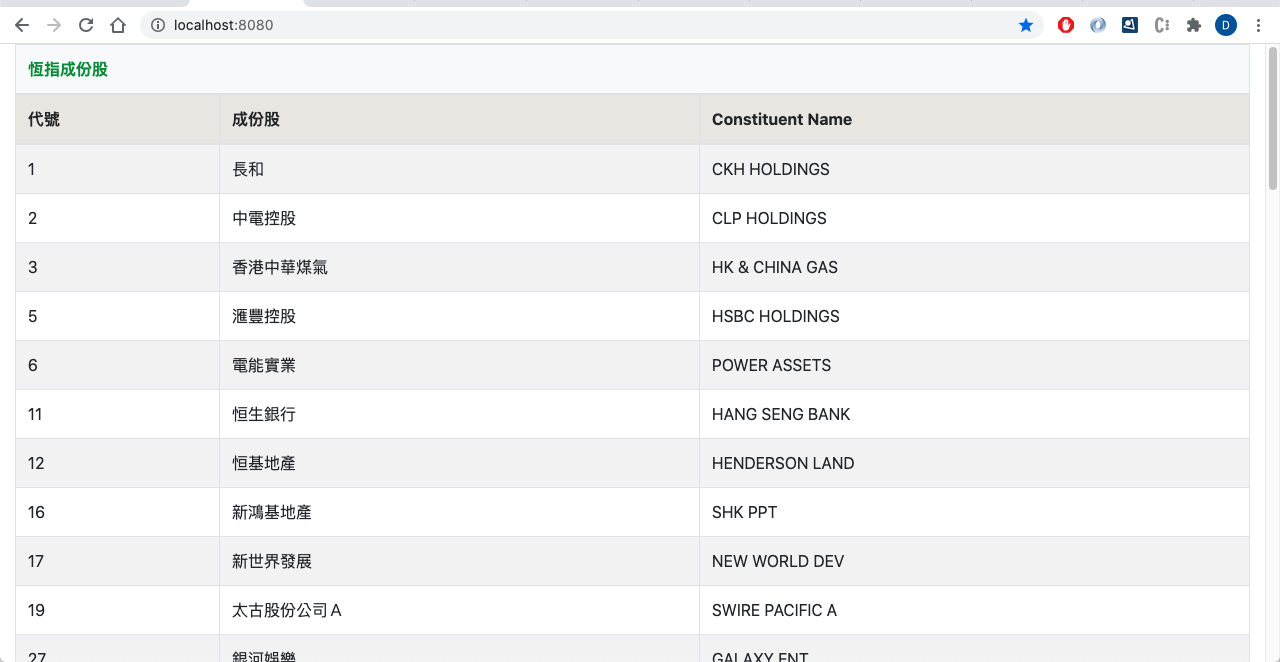 localhost:8080
D
恆指成份股
代號 成份股 Constituent Name
1 長和 CKH HOLDINGS
2 中電控股 CLP HOLDINGS
3 香港中華煤氣 HK & CHINA GAS
5 滙豐控股 HSBC HOLDINGS
6 電能實業 POWER ASSETS
11 恒生銀行 HANG SENG BANK
12 恒基地產 HENDERSON LAND
16 新鴻基地產 SHK PPT
17 新世界發展 NEW WORLD DEV
19 太古股份公司Ａ SWIRE PACIFIC A
27 銀河娛樂 GALAXY ENT